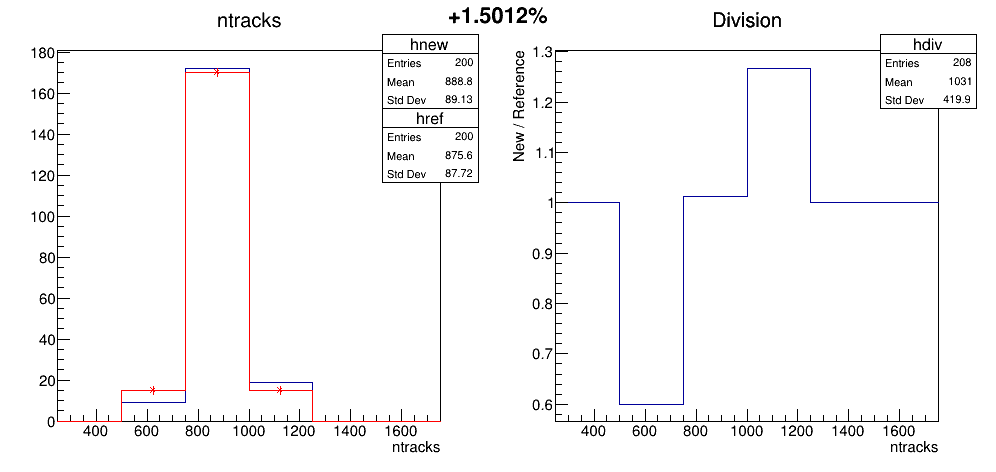 +1.5012%
ntracks
hnew
Entries 200
Mean 888.8
Std Dev 89.13
href
Entries 200
Mean 875.6
Std Dev 87.72
180
160
140
120
100
80
60
40
20
0
400 600 800 1000 1200 1400 1600
ntracks
Division
hdiv
Entries 208
Mean 1031
Std Dev 419.9
New / Reference
1.3
1.2
1.1
1
0.9
0.8
0.7
0.6
400 600 800 1000 1200 1400 1600
ntracks